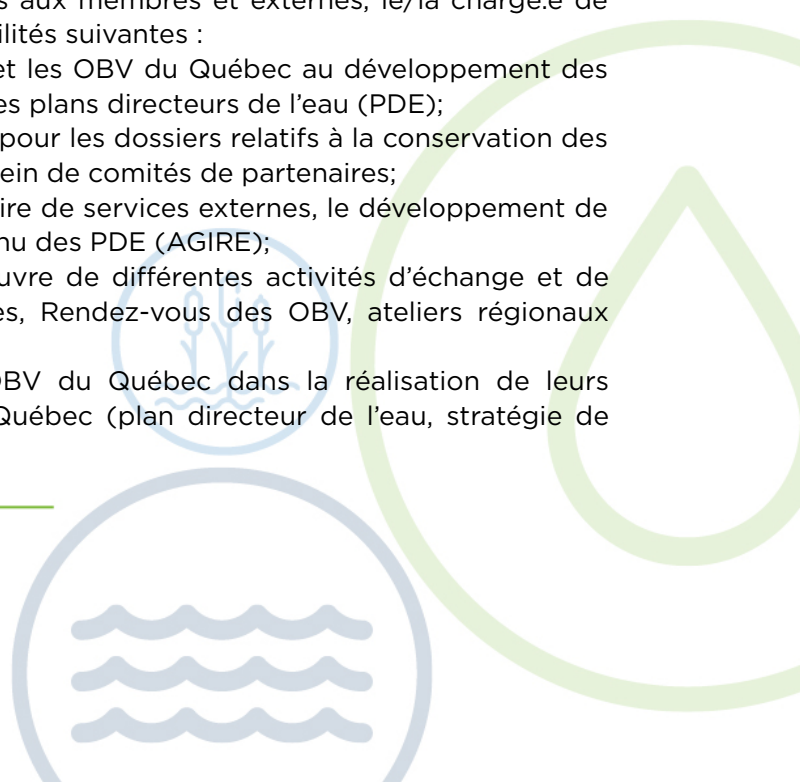 aux membres et externes, le/la chargé.e de
ilités suivantes :
et les OBV du Québec au développement des
es plans directeurs de l’eau (PDE);
pour les dossiers relatifs à la conservation des
ein de comités de partenaires;
ire de services externes, le développement de
nu des PDE (AGIRE);
uvre de différentes activités d’échange et de
es, Rendez-vous des OBV, ateliers régionaux
OBV du Québec dans la réalisation de leurs
Québec (plan directeur de l’eau, stratégie de